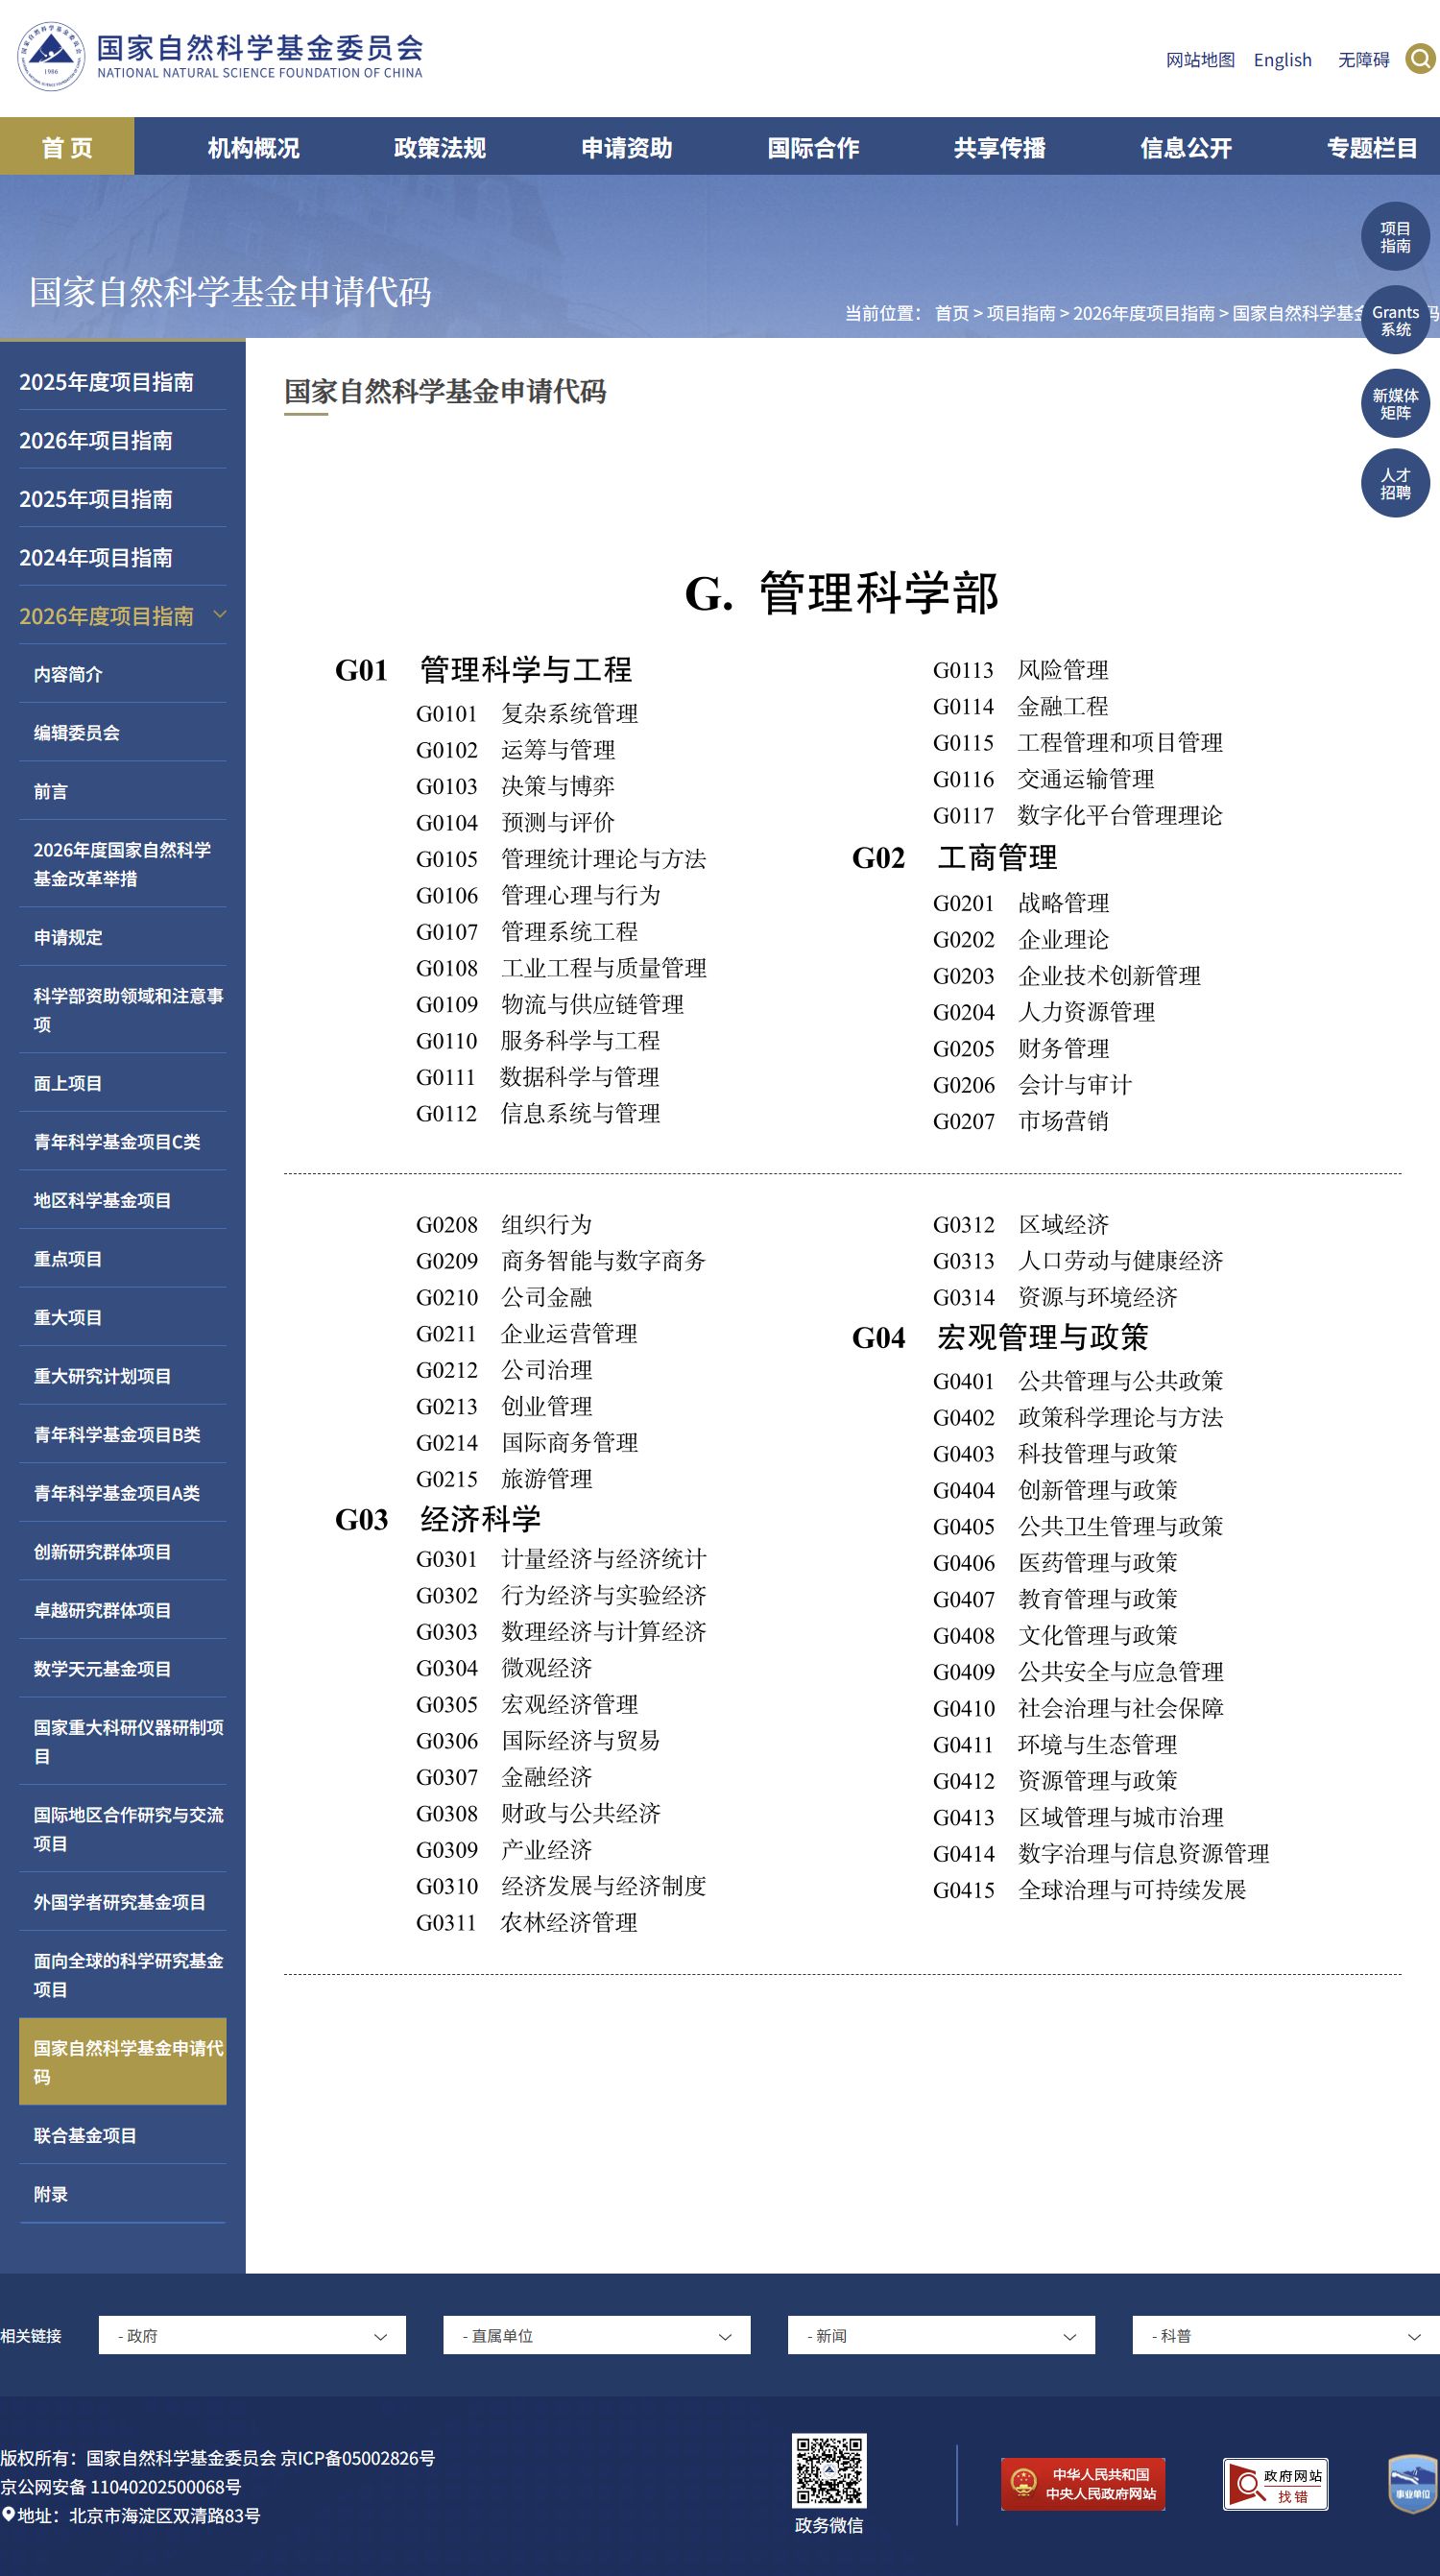 国家自然科学基金委员会
NATIONAL NATURAL SCIENCE FOUNDATION OF CHINA
1986
网站地图 English 无障碍
首 页 机构概况 政策法规 申请资助 国际合作 共享传播 信息公开 专题栏目
国家自然科学基金申请代码
当前位置： 首页 > 项目指南 > 2026年度项目指南 > 国家自然科学基金
码
项目
指南
Grants
系统
新媒体
矩阵
人才
招聘
2025年度项目指南
2026年项目指南
2025年项目指南
2024年项目指南
2026年度项目指南
内容简介
编辑委员会
前言
2026年度国家自然科学
基金改革举措
申请规定
科学部资助领域和注意事
项
面上项目
青年科学基金项目C类
地区科学基金项目
重点项目
重大项目
重大研究计划项目
青年科学基金项目B类
青年科学基金项目A类
创新研究群体项目
卓越研究群体项目
数学天元基金项目
国家重大科研仪器研制项
目
国际地区合作研究与交流
项目
外国学者研究基金项目
面向全球的科学研究基金
项目
国家自然科学基金申请代
码
联合基金项目
附录
国家自然科学基金申请代码
G. 管理科学部
G01 管理科学与工程
G0101 复杂系统管理
G0102 运筹与管理
G0103 决策与博弈
G0104 预测与评价
G0105 管理统计理论与方法
G0106 管理心理与行为
G0107 管理系统工程
G0108 工业工程与质量管理
G0109 物流与供应链管理
G0110 服务科学与工程
G0111 数据科学与管理
G0112 信息系统与管理
G0113 风险管理
G0114 金融工程
G0115 工程管理和项目管理
G0116 交通运输管理
G0117 数字化平台管理理论
G02 工商管理
G0201 战略管理
G0202 企业理论
G0203 企业技术创新管理
G0204 人力资源管理
G0205 财务管理
G0206 会计与审计
G0207 市场营销
G0208 组织行为
G0209 商务智能与数字商务
G0210 公司金融
G0211 企业运营管理
G0212 公司治理
G0213 创业管理
G0214 国际商务管理
G0215 旅游管理
G03 经济科学
G0301 计量经济与经济统计
G0302 行为经济与实验经济
G0303 数理经济与计算经济
G0304 微观经济
G0305 宏观经济管理
G0306 国际经济与贸易
G0307 金融经济
G0308 财政与公共经济
G0309 产业经济
G0310 经济发展与经济制度
G0311 农林经济管理
G0312 区域经济
G0313 人口劳动与健康经济
G0314 资源与环境经济
G04 宏观管理与政策
G0401 公共管理与公共政策
G0402 政策科学理论与方法
G0403 科技管理与政策
G0404 创新管理与政策
G0405 公共卫生管理与政策
G0406 医药管理与政策
G0407 教育管理与政策
G0408 文化管理与政策
G0409 公共安全与应急管理
G0410 社会治理与社会保障
G0411 环境与生态管理
G0412 资源管理与政策
G0413 区域管理与城市治理
G0414 数字治理与信息资源管理
G0415 全球治理与可持续发展
相关链接 - 政府 - 直属单位 - 新闻 - 科普
版权所有：国家自然科学基金委员会 京ICP备05002826号
京公网安备 11040202500068号
地址：北京市海淀区双清路83号
政务微信
中华人民共和国
中央人民政府网站
政府网站
找错
事业单位